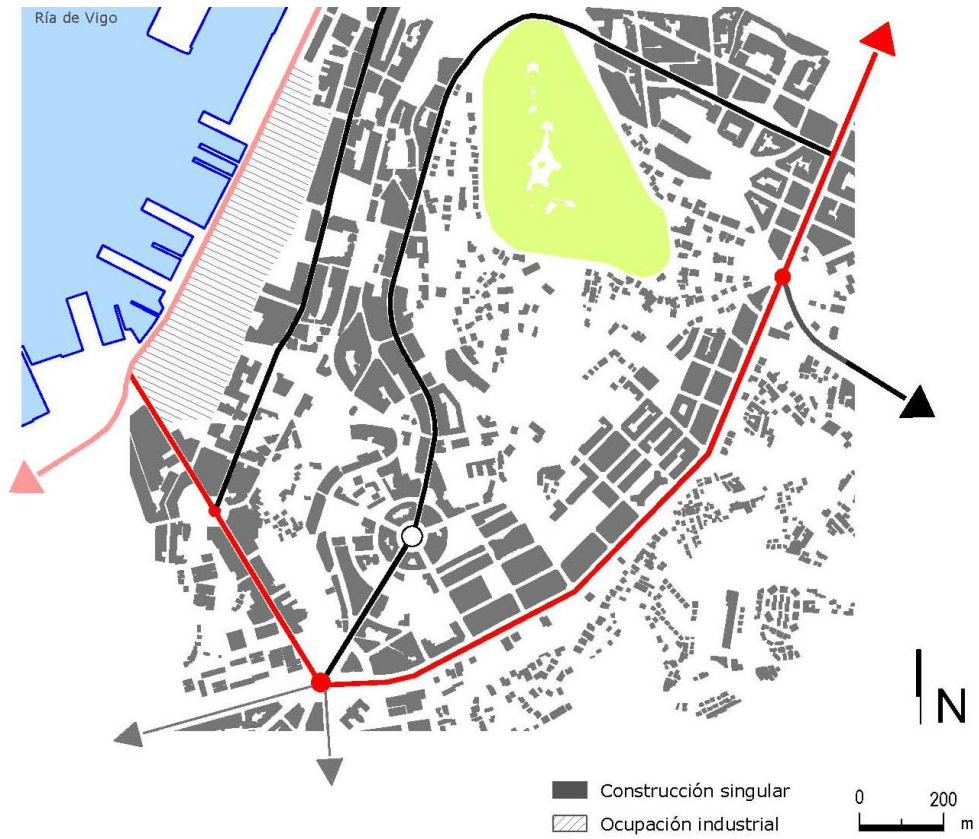 Ría de Vigo
N
Construcción singular
Ocupación industrial
0 200
m